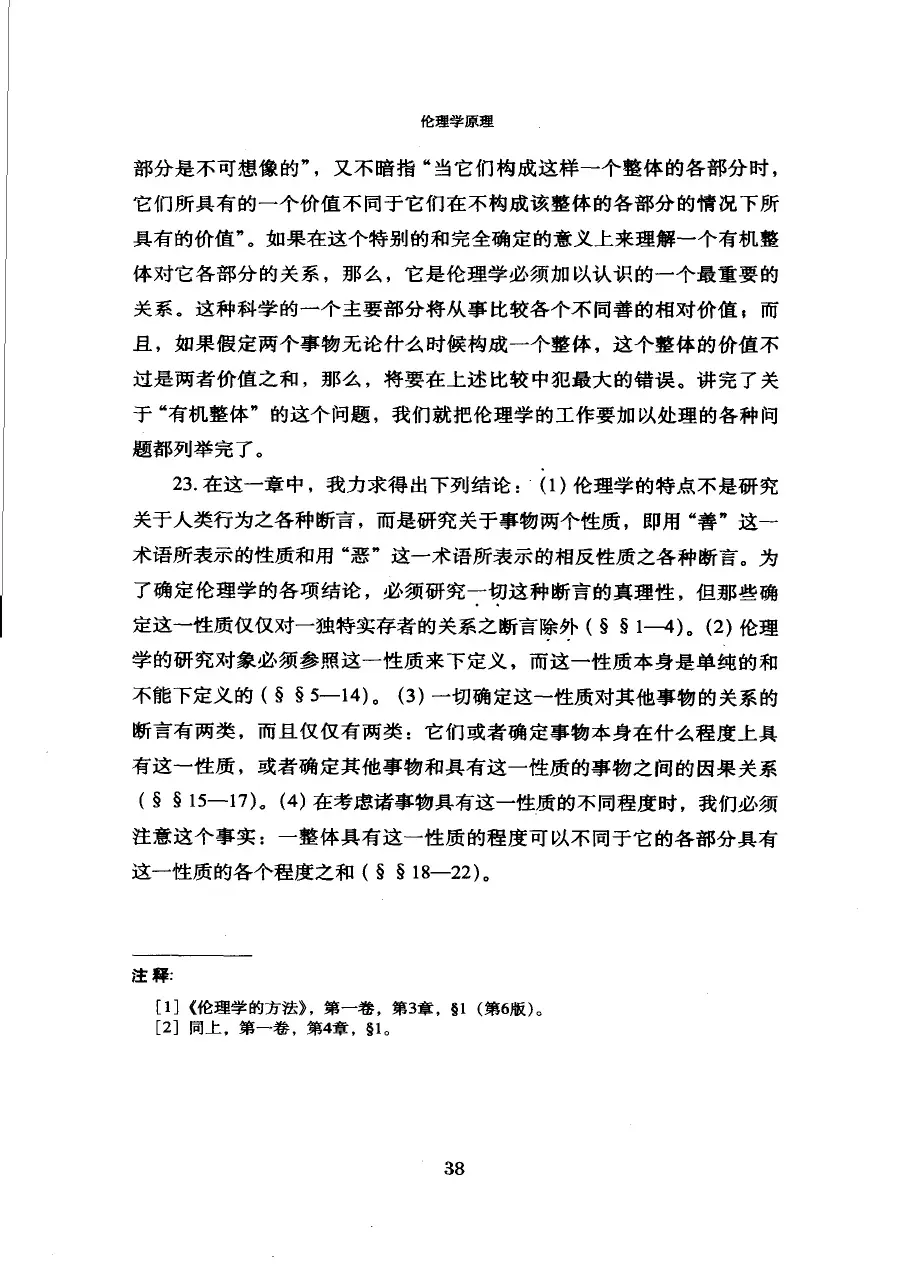 伦理学原理
部分是不可想像的”，又不暗指“当它们构成这样一个整体的各部分时，
它们所具有的一个价值不同于它们在不构成该整体的各部分的情况下所
具有的价值”。如果在这个特别的和完全确定的意义上来理解一个有机整
体对它各部分的关系，那么，它是伦理学必须加以认识的一个最重要的
关系。这种科学的一个主要部分将从事比较各个不同善的相对价值；而
且，如果假定两个事物无论什么时候构成一个整体，这个整体的价值不
过是两者价值之和，那么，将要在上述比较中犯最大的错误。讲完了关
于“有机整体”的这个问题，我们就把伦理学的工作要加以处理的各种问
题都列举完了。
23. 在这一章中，我力求得出下列结论：(1) 伦理学的特点不是研究
关于人类行为之各种断言，而是研究关于事物两个性质，即用“善”这一
术语所表示的性质和用“恶”这一术语所表示的相反性质之各种断言。为
了确定伦理学的各项结论，必须研究一切这种断言的真理性，但那些确
定这一性质仅仅对一独特实存者的关系之断言除外（§ §1—4）。(2) 伦理
学的研究对象必须参照这一性质来下定义，而这一性质本身是单纯的和
不能下定义的（§ §5—14）。(3) 一切确定这一性质对其他事物的关系的
断言有两类，而且仅仅有两类：它们或者确定事物本身在什么程度上具
有这一性质，或者确定其他事物和具有这一性质的事物之间的因果关系
（§ §15—17）。(4) 在考虑诸事物具有这一性质的不同程度时，我们必须
注意这个事实：一整体具有这一性质的程度可以不同于它的各部分具有
这一性质的各个程度之和（§ §18—22）。
注释:
[1]《伦理学的方法》，第一卷，第3章，§1（第6版）。
[2] 同上，第一卷，第4章，§1。
38